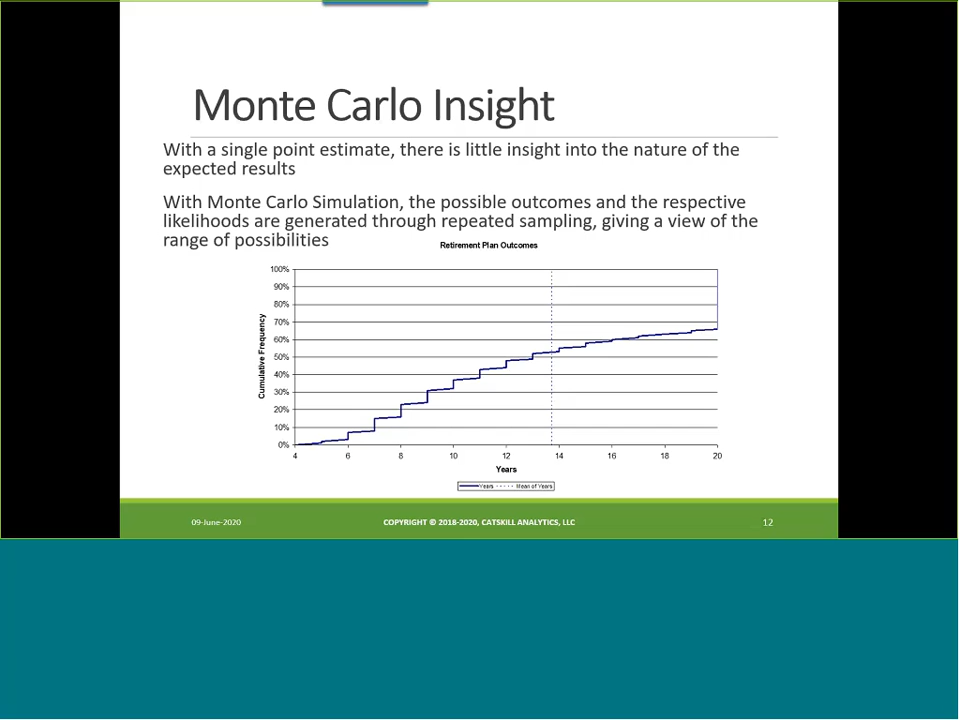 Monte Carlo Insight
With a single point estimate, there is little insight into the nature of the
expected results
With Monte Carlo Simulation, the possible outcomes and the respective
likelihoods are generated through repeated sampling, giving a view of the
range of possibilities
Retirement Plan Outcomes
100%
90%
80%
70%
60%
50%
40%
30%
20%
10%
0%
Cumulative Frequency
4 6 8 10 12 14 16 18 20
Years
Years Mean of Years
09-June-2020 COPYRIGHT © 2018-2020, CATSKILL ANALYTICS, LLC 12